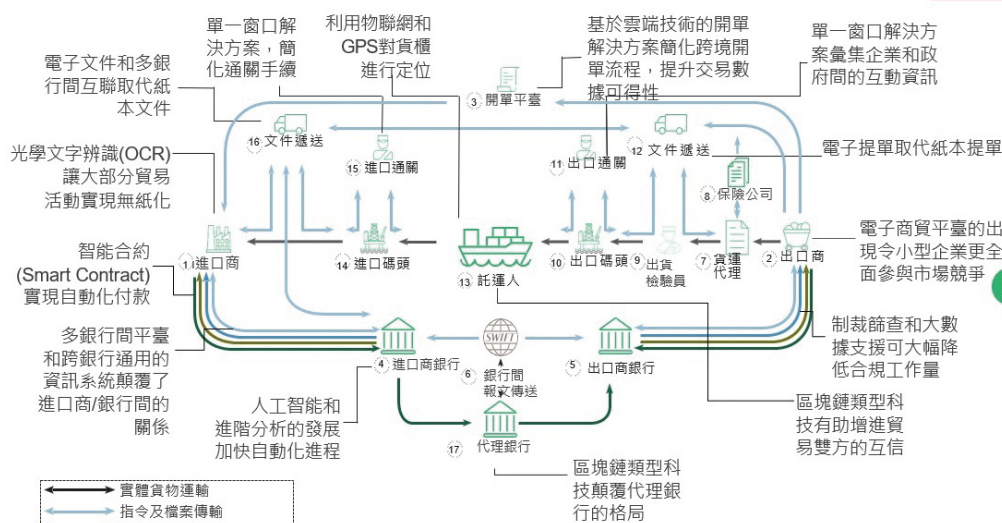 電子文件和多銀
行間互聯取代紙
本文件
單一窗口解
決方案，簡
化通關手續
利用物聯網和
GPS對貨櫃
進行定位
基於雲端技術的開單
解決方案簡化跨境開
單流程，提升交易數
據可得性
單一窗口解決方
案彙集企業和政
府間的互動資訊
3 開單平臺
16 文件遞送
15 進口通關
11 出口通關
12 文件遞送
電子提單取代紙本提單
光學文字辨識(OCR)
讓大部分貿易
活動實現無紙化
8 保險公司
智能合約
(Smart Contract)
實現自動化付款
1 進口商
14 進口碼頭
13 託運人
10 出口碼頭
9 出貨
檢驗員
7 貨運
代理
2 出口商
電子商貿平臺的出
現令小型企業更全
面參與市場競爭
多銀行間平臺
和跨銀行通用的
資訊系統顛覆了
進口商/銀行間的
關係
4 進口商銀行
SWIFT
6 銀行間
報文傳送
5 出口商銀行
制裁篩查和大數
據支援可大幅降
低合規工作量
人工智能和
進階分析的發展
加快自動化進程
17 代理銀行
區塊鏈類型科
技有助增進貿
易雙方的互信
區塊鏈類型科
技顛覆代理銀
行的格局
實體貨物運輸
指令及檔案傳輸